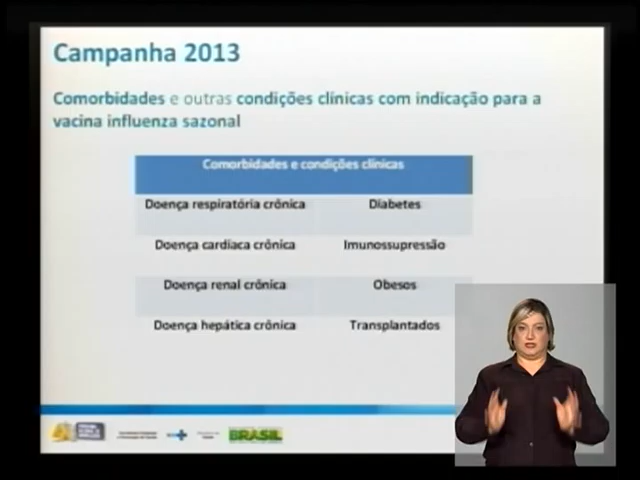 Campanha 2013
Comorbidades e outras condições clínicas com indicação para a
vacina influenza sazonal
Comorbidades e condições clínicas
Doença respiratória crônica Diabetes
Doença cardíaca crônica Imunossupressão
Doença renal crônica Obesos
Doença hepática crônica Transplantados
BRASIL